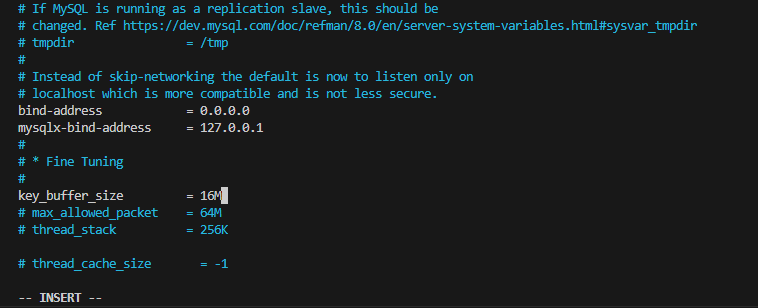 # If MySQL is running as a replication slave, this should be
# changed. Ref https://dev.mysql.com/doc/refman/8.0/en/server-system-variables.html#sysvar_tmpdir
# tmpdir                = /tmp
#
# Instead of skip-networking the default is now to listen only on
# localhost which is more compatible and is not less secure.
bind-address            = 0.0.0.0
mysqlx-bind-address     = 127.0.0.1
#
# * Fine Tuning
#
key_buffer_size         = 16M
# max_allowed_packet    = 64M
# thread_stack          = 256K

# thread_cache_size       = -1

-- INSERT --